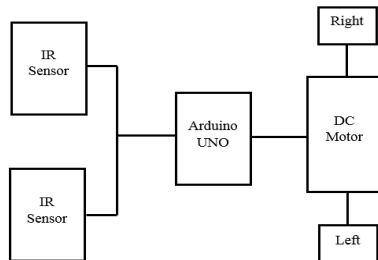 IR
Sensor
IR
Sensor
Arduino
UNO
Right
DC
Motor
Left